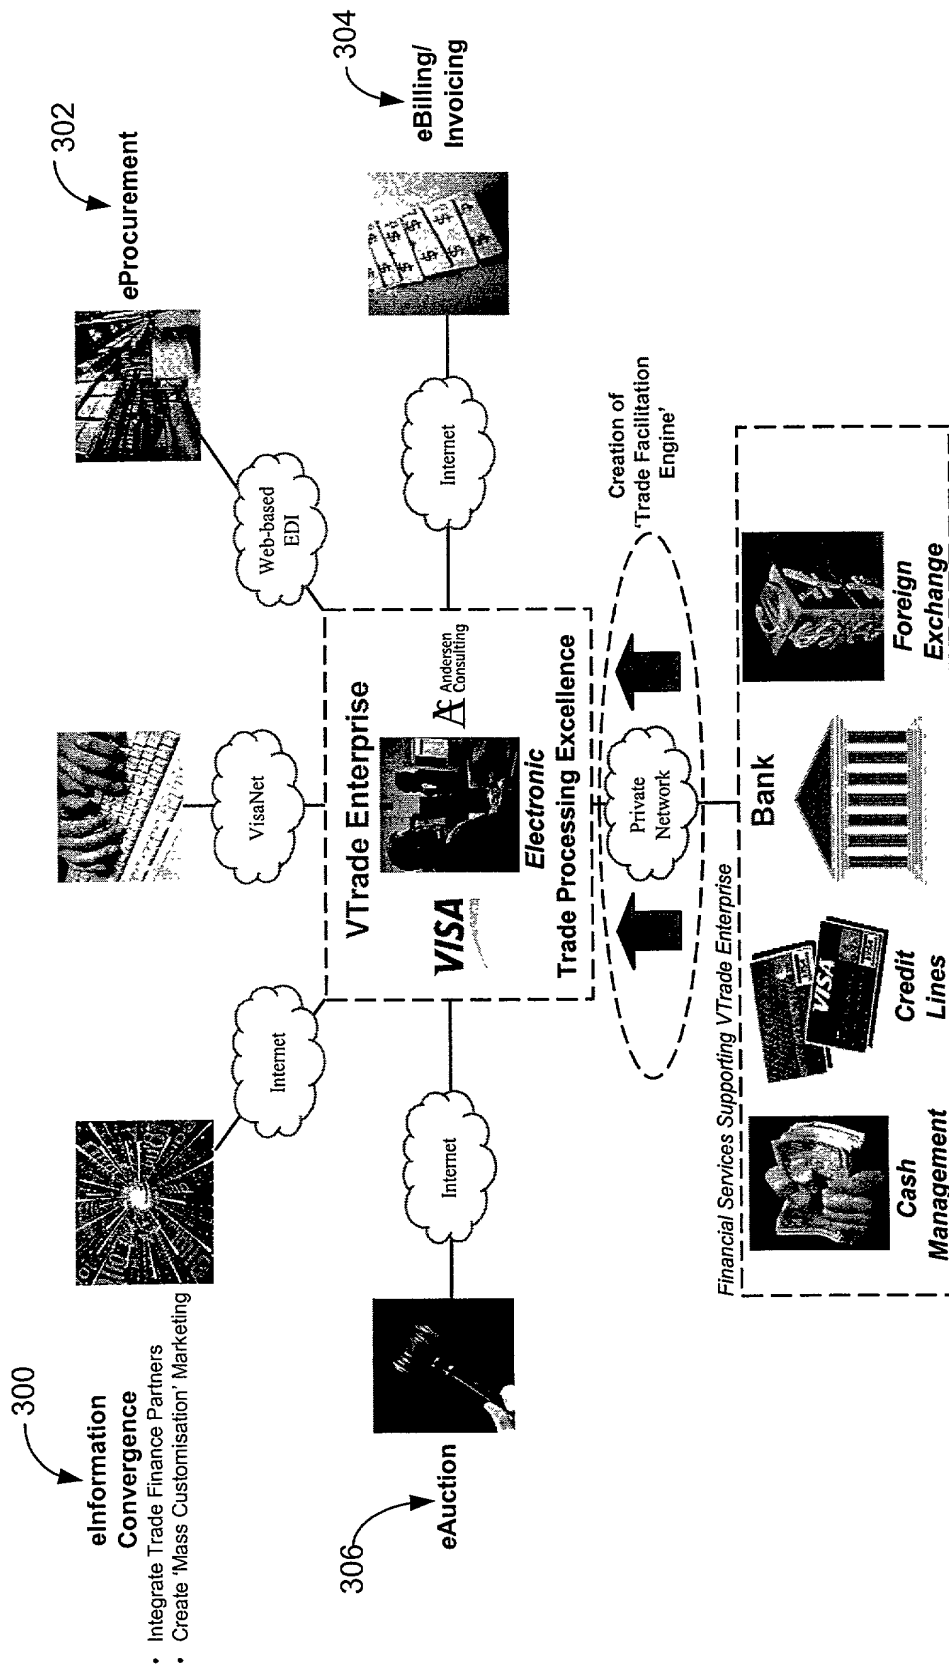 300
eInformation
Convergence
• Integrate Trade Finance Partners
• Create 'Mass Customisation' Marketing
302
eProcurement
304
eBilling/
Invoicing
306
eAuction
Internet
VisaNet
Web-based
EDI
Internet
Internet
VTrade Enterprise
VISA
Andersen
Consulting
Electronic
Trade Processing Excellence
Private
Network
Creation of
'Trade Facilitation
Engine'
Financial Services Supporting VTrade Enterprise
Cash
Management
VISA
Credit
Lines
Bank
Foreign
Exchange